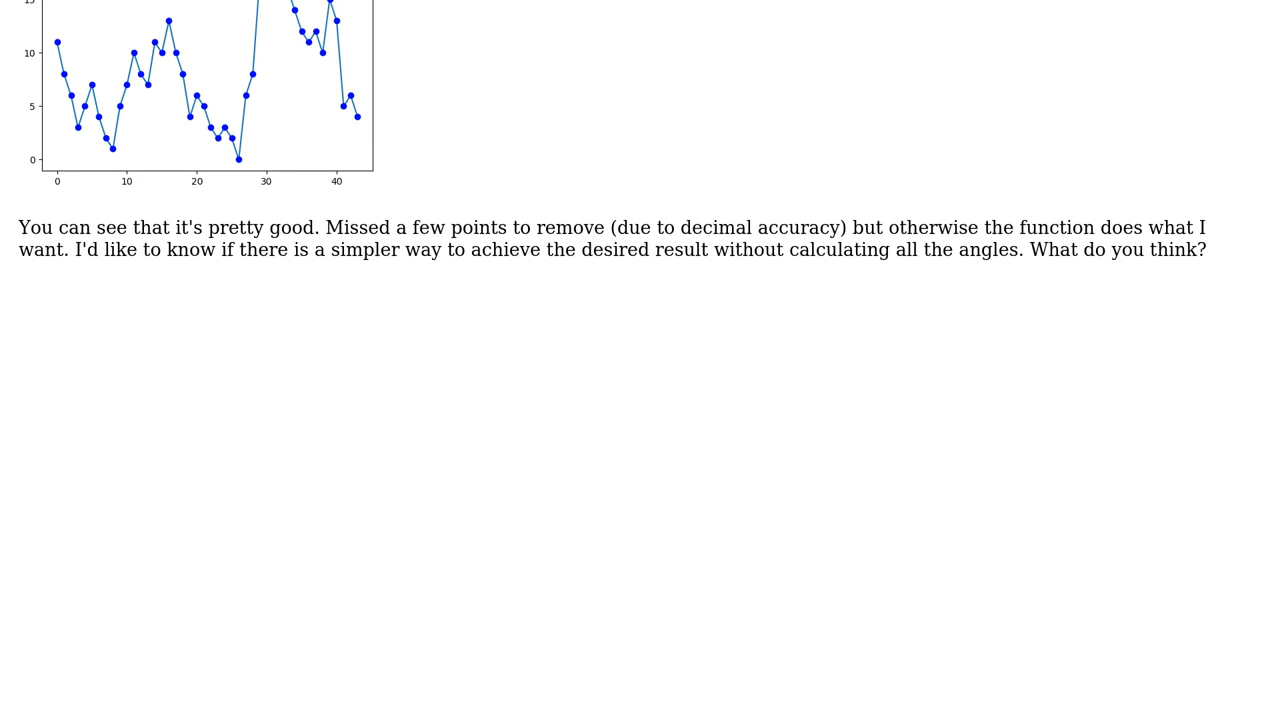 15
10
5
0
0 10 20 30 40
You can see that it's pretty good. Missed a few points to remove (due to decimal accuracy) but otherwise the function does what I
want. I'd like to know if there is a simpler way to achieve the desired result without calculating all the angles. What do you think?